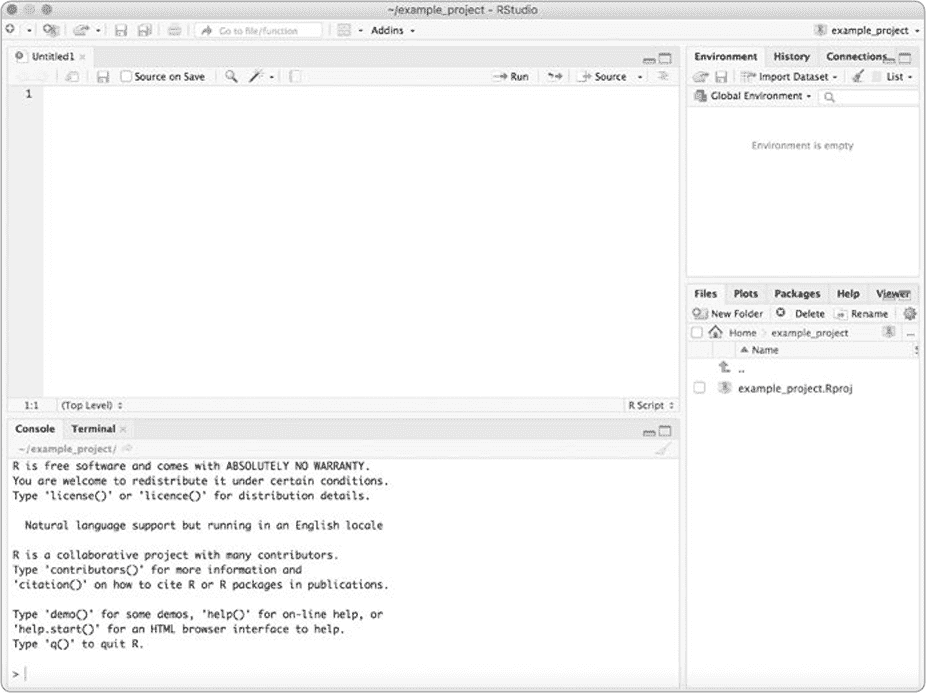 ~/example_project - RStudio
Go to file/function Addins example_project
Untitled1
Source on Save Run Source
1
1:1 (Top Level) R Script
Console Terminal
~/example_project/
R is free software and comes with ABSOLUTELY NO WARRANTY.
You are welcome to redistribute it under certain conditions.
Type 'license()' or 'licence()' for distribution details.
Natural language support but running in an English locale
R is a collaborative project with many contributors.
Type 'contributors()' for more information and
'citation()' on how to cite R or R packages in publications.
Type 'demo()' for some demos, 'help()' for on-line help, or
'help.start()' for an HTML browser interface to help.
Type 'q()' to quit R.
>
Environment History Connections
Import Dataset List
Global Environment
Environment is empty
Files Plots Packages Help Viewer
New Folder Delete Rename
Home example_project ...
Name
..
example_project.Rproj